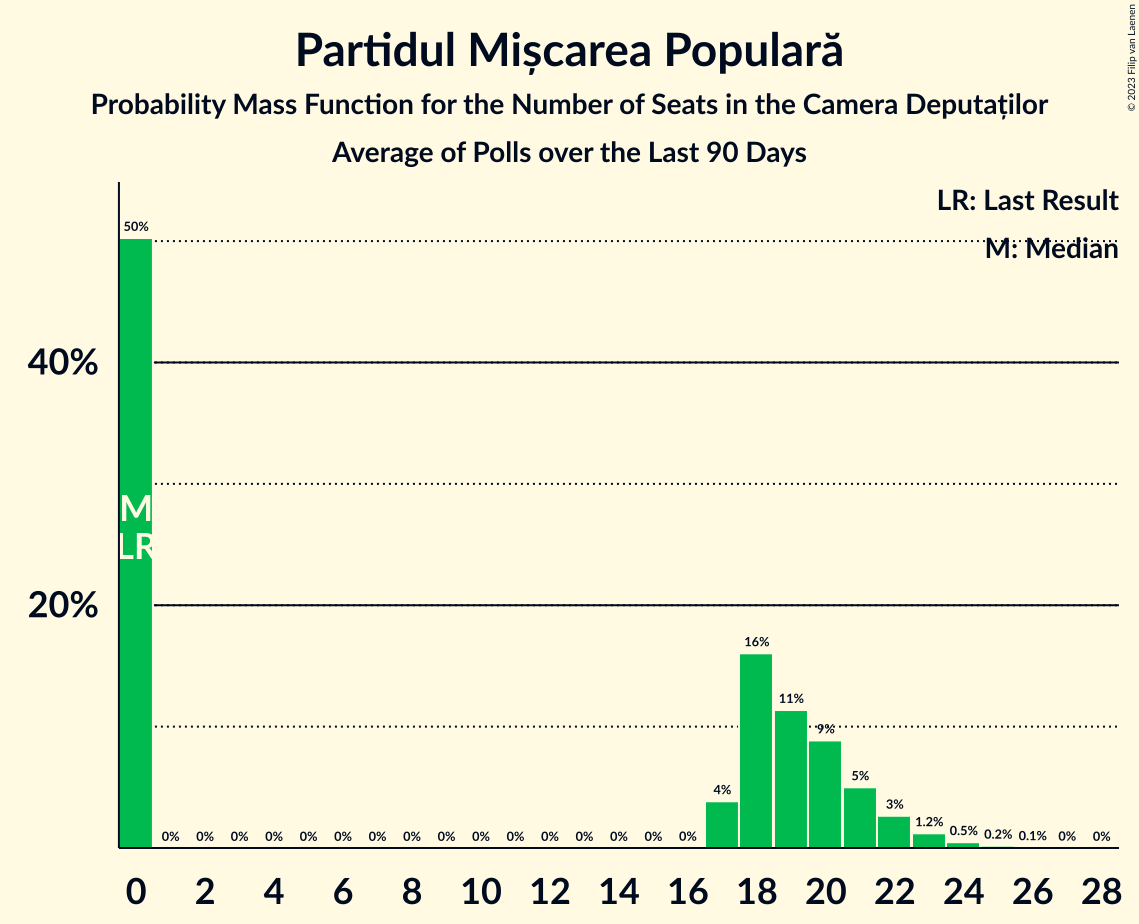 Partidul Mișcarea Populară
Probability Mass Function for the Number of Seats in the Camera Deputaților
Average of Polls over the Last 90 Days
© 2023 Filip van Laenen
LR: Last Result
M: Median
50%
40%
20%
M
LR
0% 0% 0% 0% 0% 0% 0% 0% 0% 0% 0% 0% 0% 0% 0% 0% 4% 16% 11% 9% 5% 3% 1.2% 0.5% 0.2% 0.1% 0% 0%
0 2 4 6 8 10 12 14 16 18 20 22 24 26 28